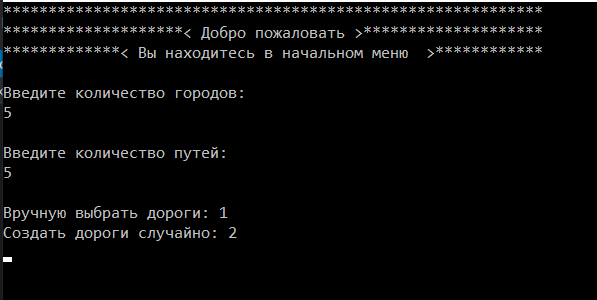 ************************************************************
********************< Добро пожаловать >********************
*************< Вы находитесь в начальном меню  >************
Введите количество городов:
5
Введите количество путей:
5
Вручную выбрать дороги: 1
Создать дороги случайно: 2